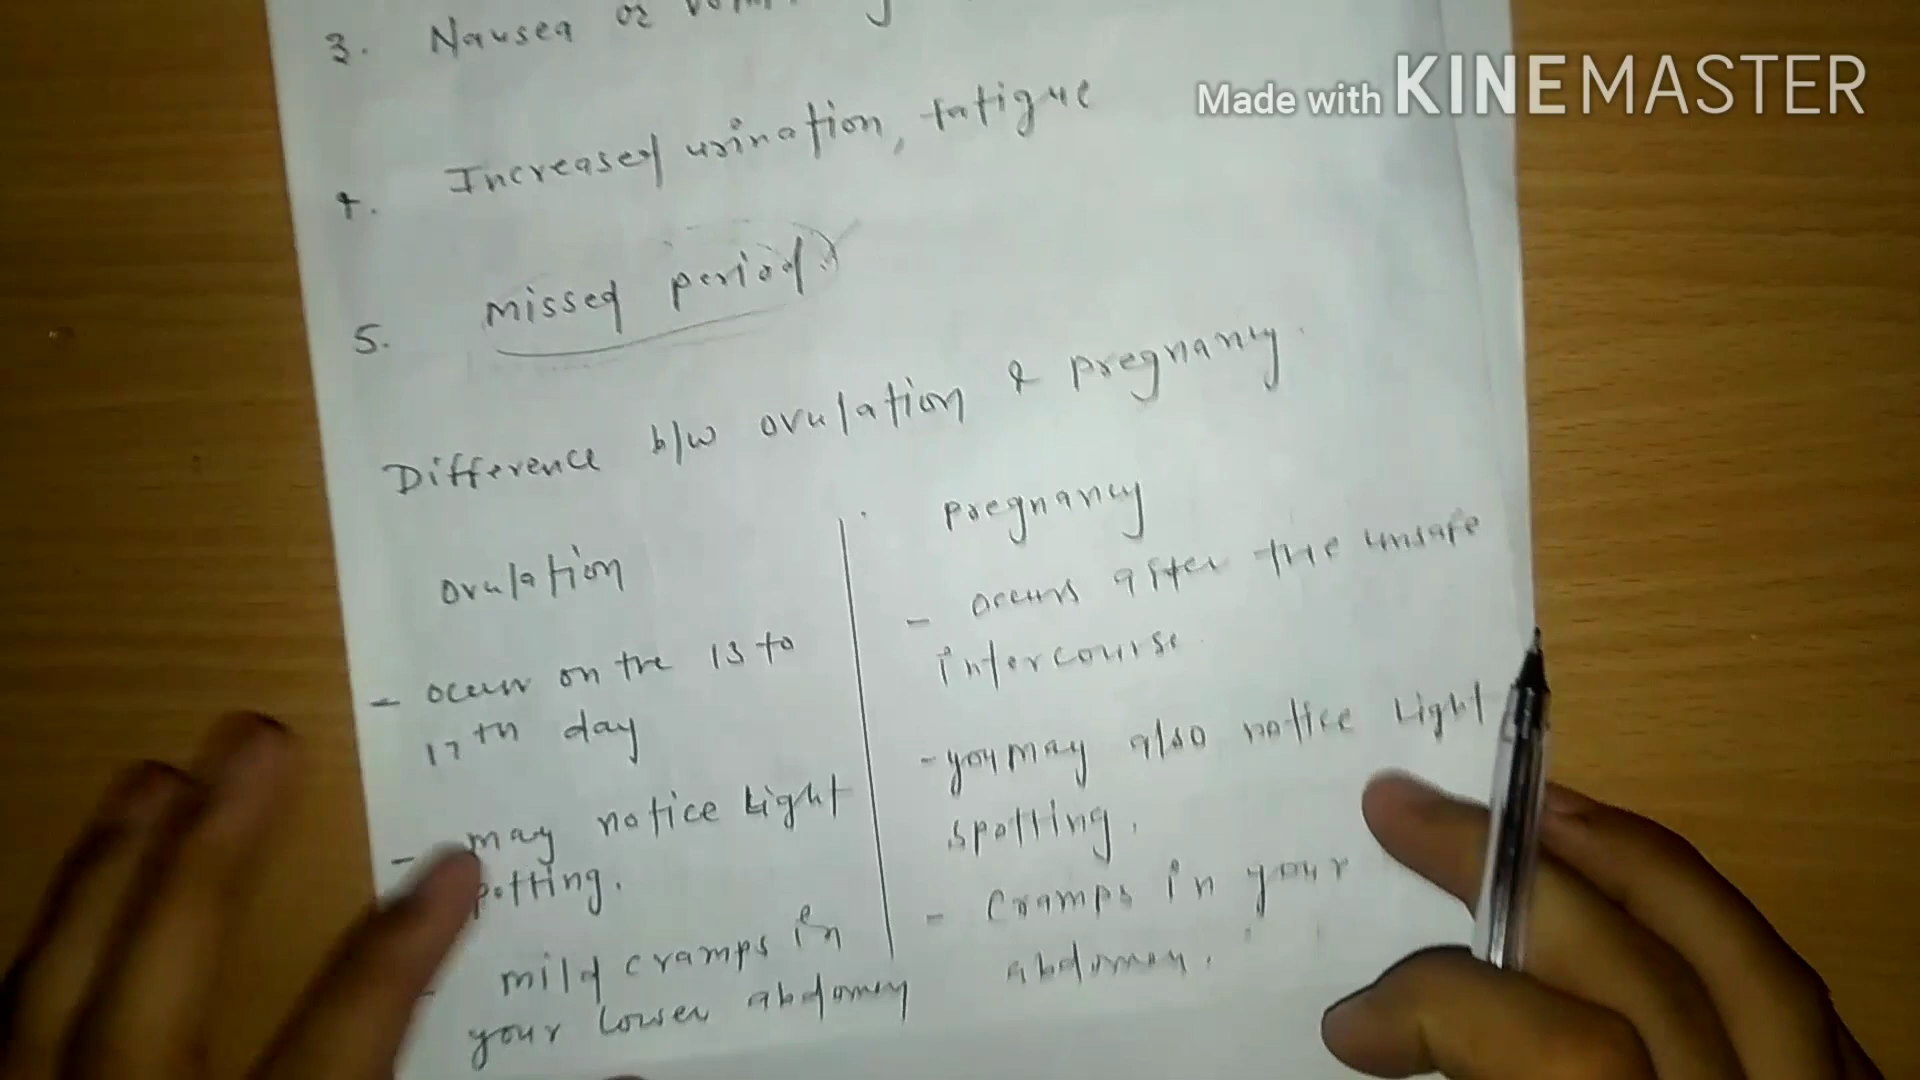 3. Nausea or
Made with KINEMASTER
4. Increased urination, fatigue
5. Missed period.
Difference b/w ovulation & pregnancy.
ovulation
- occur on the 13 to
17th day
- may notice Light
spotting.
- mild cramps in
your lower abdomen
pregnancy
- occurs after the unsafe
intercourse
- you may also notice Light
spotting.
- cramps in your
abdomen.